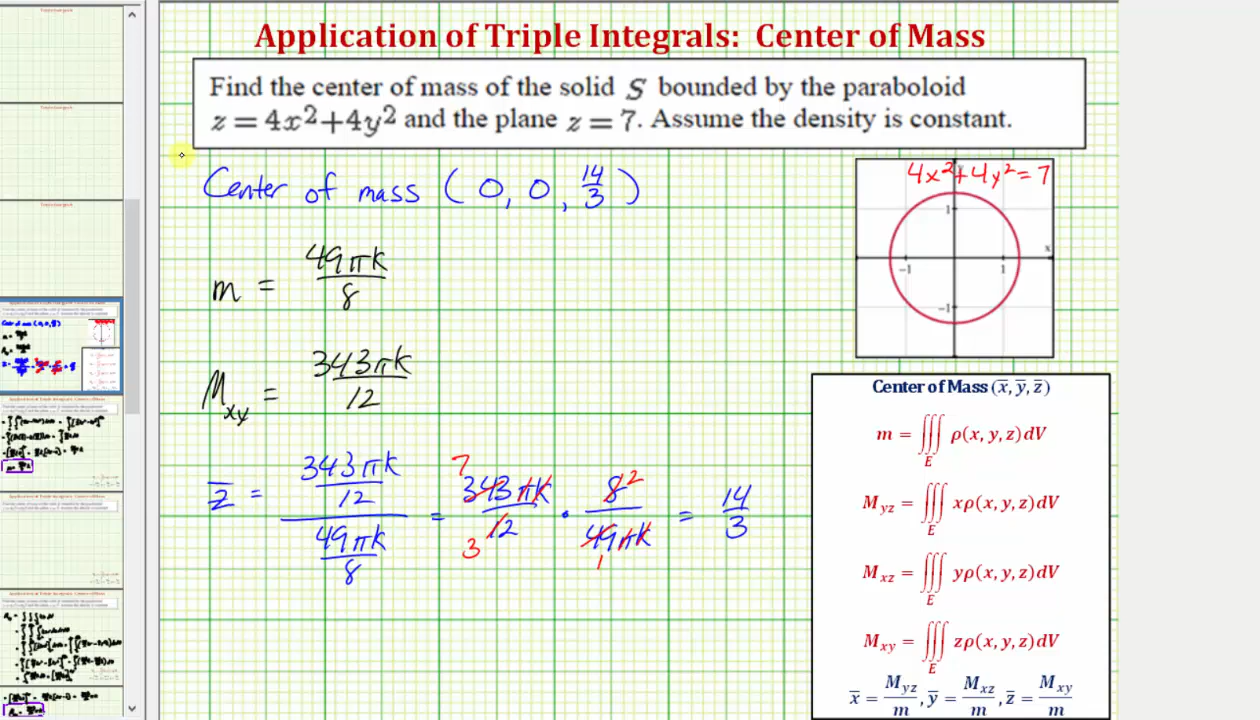 Application of Triple Integrals: Center of Mass
Find the center of mass of the solid S bounded by the paraboloid
z = 4x²+4y² and the plane z = 7. Assume the density is constant.
Center of mass (0, 0, 14/3)
m = 49πk/8
M_xy = 343πk/12
z̅ = (343πk/12)/(49πk/8) = 7 343πk/12 3 · 8 2/49πk 1 = 14/3
4x²+4y²=7
1
x
-1
1
-1
Center of Mass (x̅, y̅, z̅)
m = ∭_E ρ(x, y, z)dV
M_yz = ∭_E xρ(x, y, z)dV
M_xz = ∭_E yρ(x, y, z)dV
M_xy = ∭_E zρ(x, y, z)dV
x̅ = M_yz/m, y̅ = M_xz/m, z̅ = M_xy/m